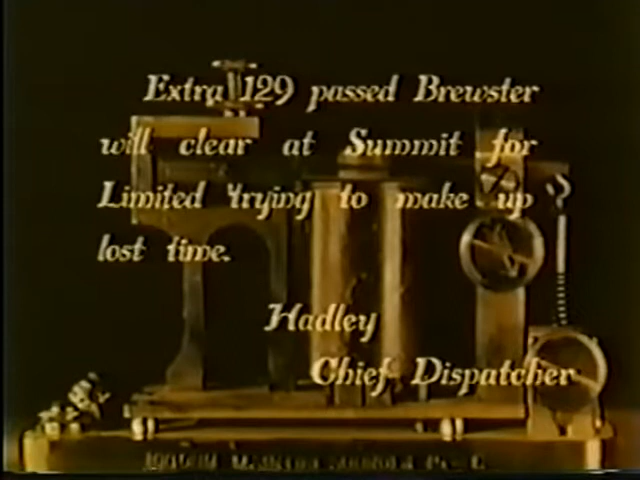 Extra 129 passed Brewster
will clear at Summit for
Limited trying to make up
lost time.
Hadley
Chief Dispatcher